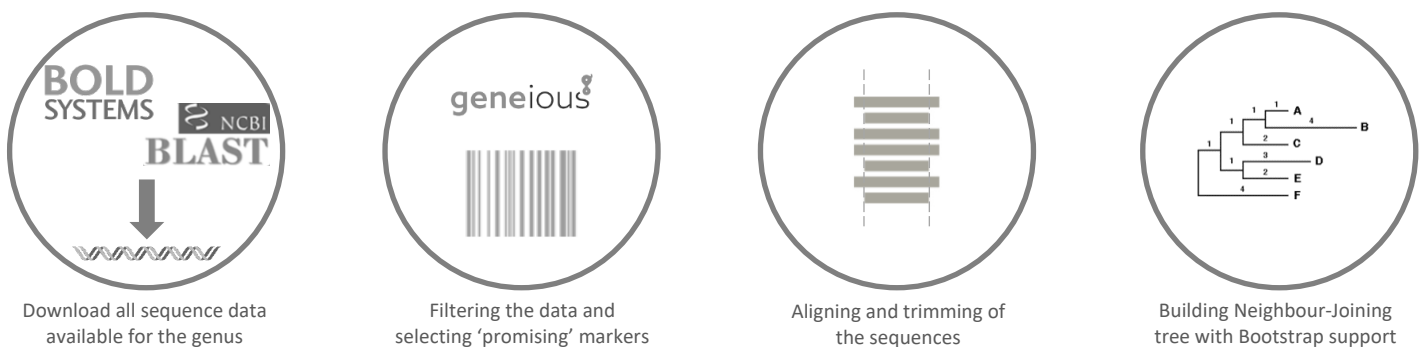 BOLD
SYSTEMS
NCBI
BLAST
Download all sequence data
available for the genus
geneious
Filtering the data and
selecting ‘promising’ markers
Aligning and trimming of
the sequences
1
A
1
4
B
1
2
C
3
D
1
2
E
4
F
Building Neighbour-Joining
tree with Bootstrap support